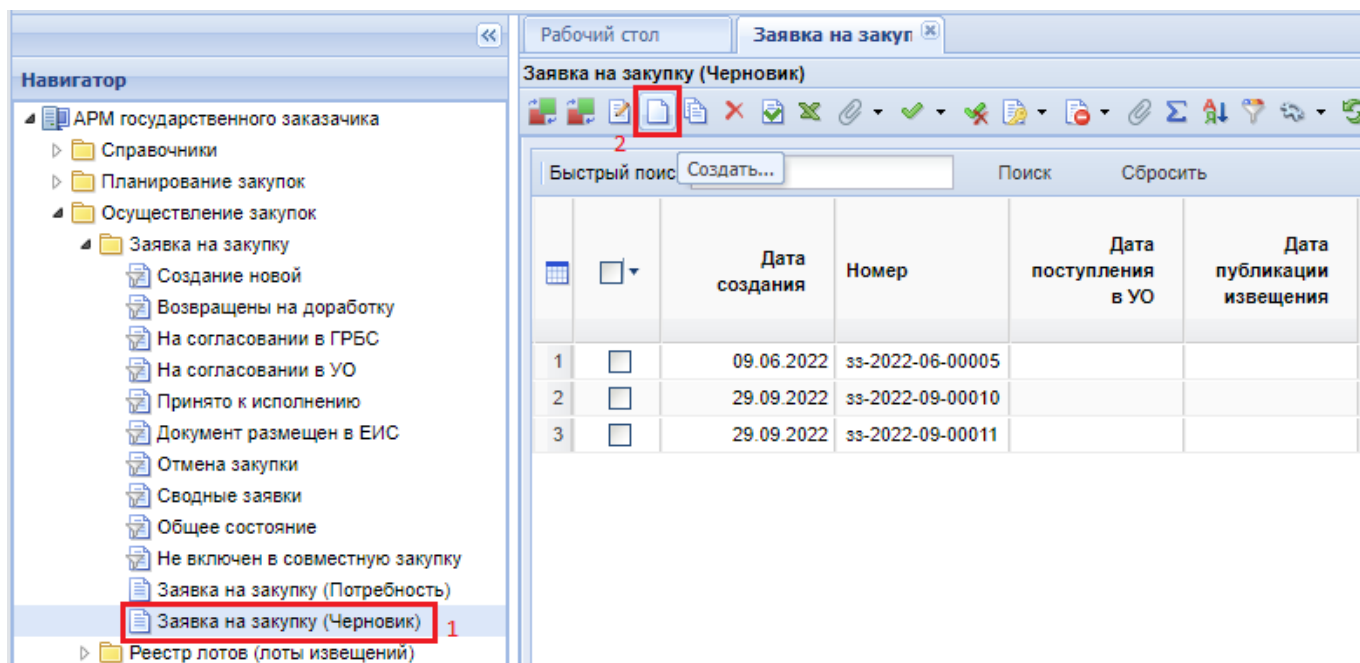 Рабочий стол
Заявка на закуп
Навигатор
Заявка на закупку (Черновик)
АРМ государственного заказачика
Справочники
Планирование закупок
Осуществление закупок
Заявка на закупку
Создание новой
Возвращены на доработку
На согласовании в ГРБС
На согласовании в УО
Принято к исполнению
Документ размещен в ЕИС
Отмена закупки
Сводные заявки
Общее состояние
Не включен в совместную закупку
Заявка на закупку (Потребность)
Заявка на закупку (Черновик) 1
Реестр лотов (лоты извещений)
2
Быстрый поис Создать... Поиск Сбросить
Дата создания
Номер
Дата поступления в УО
Дата публикации извещения
1 09.06.2022 зз-2022-06-00005
2 29.09.2022 зз-2022-09-00010
3 29.09.2022 зз-2022-09-00011